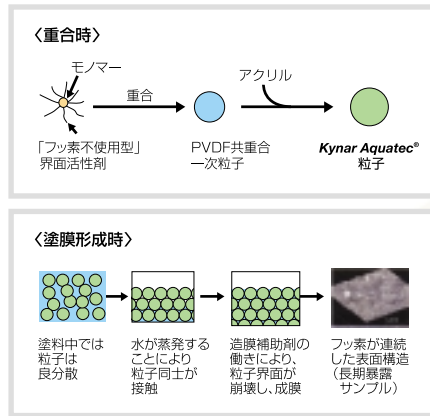 〈重合時〉
モノマー
重合
アクリル
「フッ素不使用型」
界面活性剤
PVDF共重合
一次粒子
Kynar Aquatec®
粒子
〈塗膜形成時〉
塗料中では
粒子は
良分散
水が蒸発する
ことにより
粒子同士が
接触
造膜補助剤の
働きにより、
粒子界面が
崩壊し、成膜
フッ素が連続
した表面構造
（長期暴露
サンプル）